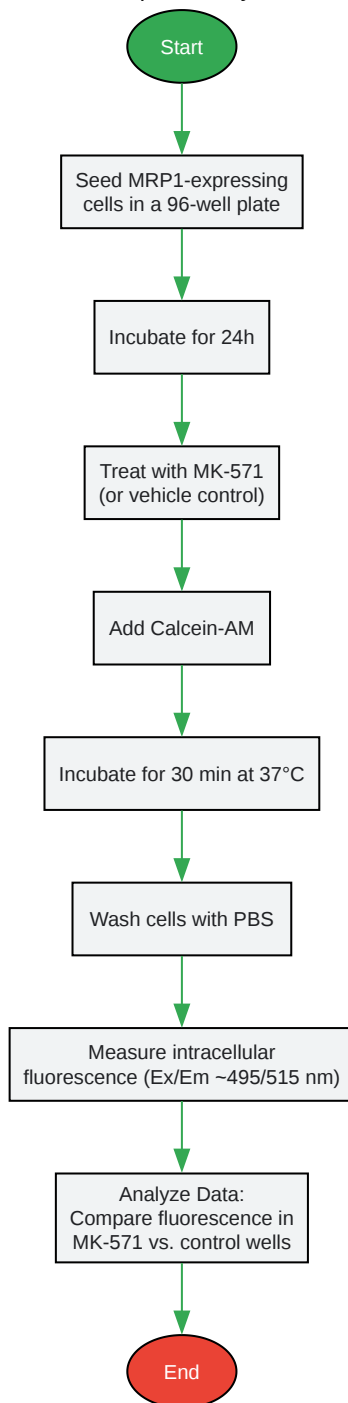 Start
Seed MRP1-expressing
cells in a 96-well plate
Incubate for 24h
Treat with MK-571
(or vehicle control)
Add Calcein-AM
Incubate for 30 min at 37°C
Wash cells with PBS
Measure intracellular
fluorescence (Ex/Em ~495/515 nm)
Analyze Data:
Compare fluorescence in
MK-571 vs. control wells
End